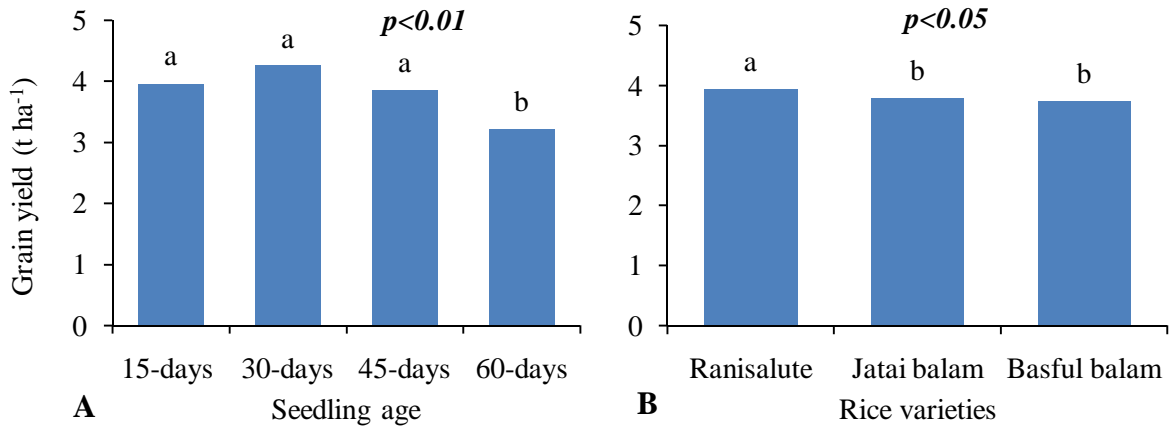 Grain yield (t ha⁻¹)
5
4
3
2
1
0
p<0.01
a
a
a
b
15-days 30-days 45-days 60-days
A Seedling age
5
4
3
2
1
0
p<0.05
a
b
b
Ranisalute Jatai balam Basful balam
B Rice varieties